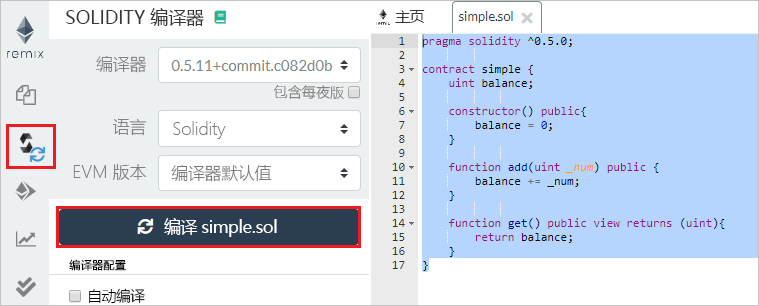 remix
SOLIDITY 编译器
编译器
0.5.11+commit.c082d0b
包含每夜版
语言
Solidity
EVM 版本
编译器默认值
编译 simple.sol
编译器配置
自动编译
remix
主页
simple.sol
1 pragma solidity ^0.5.0;
2
3 contract simple {
4 uint balance;
5
6 constructor() public{
7 balance = 0;
8 }
9
10 function add(uint _num) public {
11 balance += _num;
12 }
13
14 function get() public view returns (uint){
15 return balance;
16 }
17 }